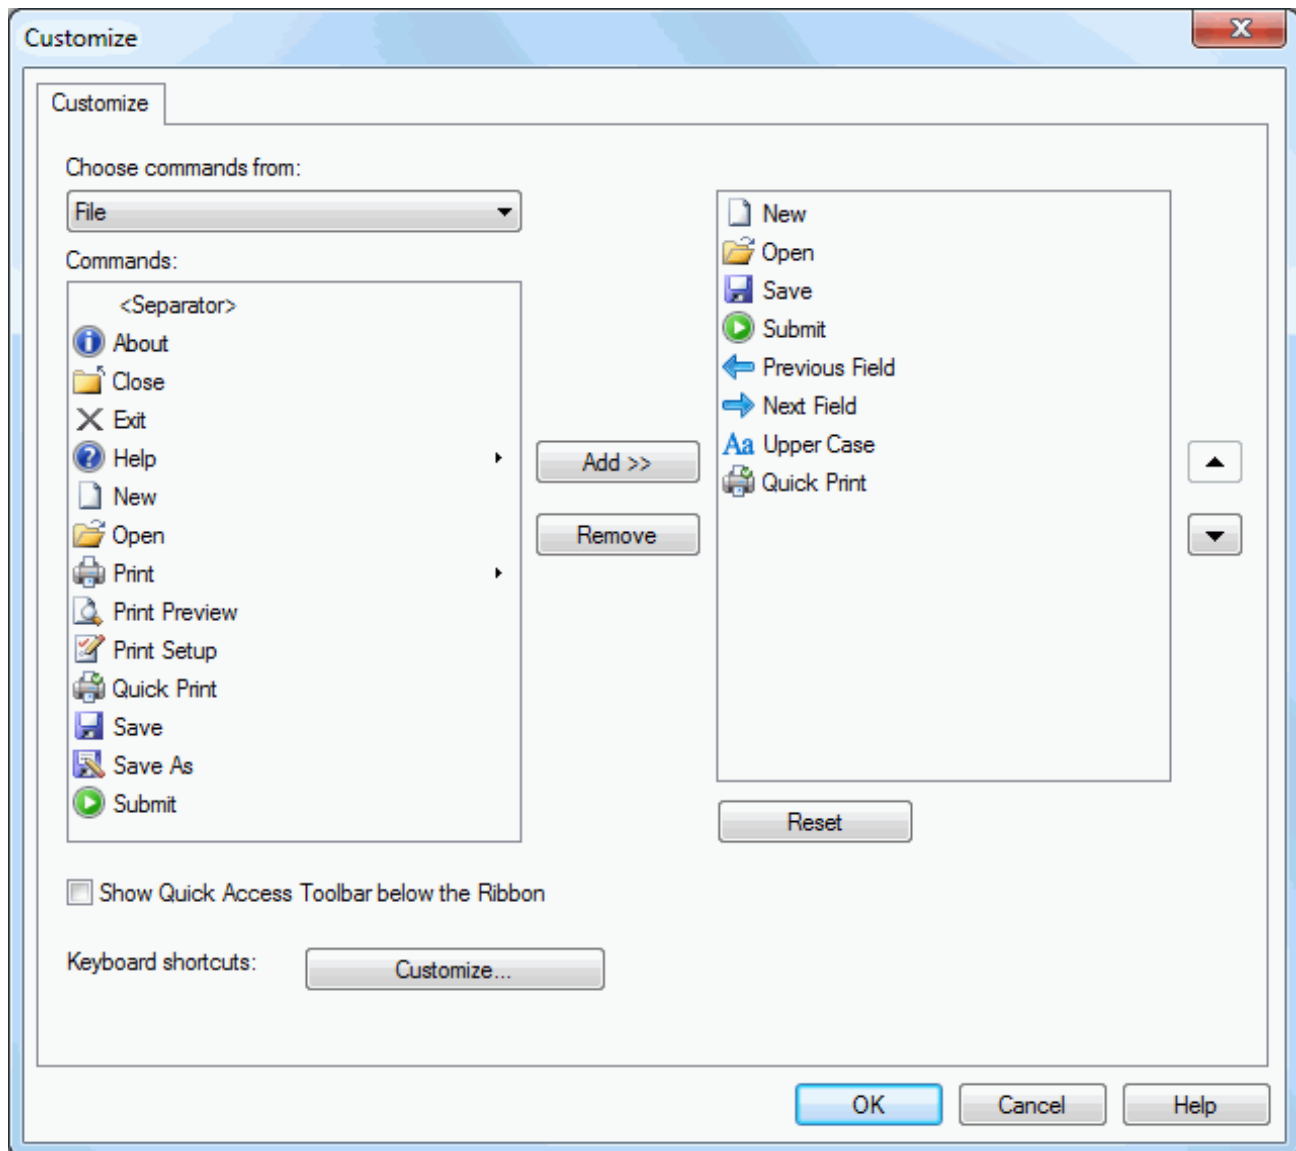 Customize
X
Customize
Choose commands from:
File
Commands:
<Separator>
About
Close
Exit
Help
New
Open
Print
Print Preview
Print Setup
Quick Print
Save
Save As
Submit
Add >>
Remove
New
Open
Save
Submit
Previous Field
Next Field
Aa Upper Case
Quick Print
Reset
Show Quick Access Toolbar below the Ribbon
Keyboard shortcuts:
Customize...
OK
Cancel
Help